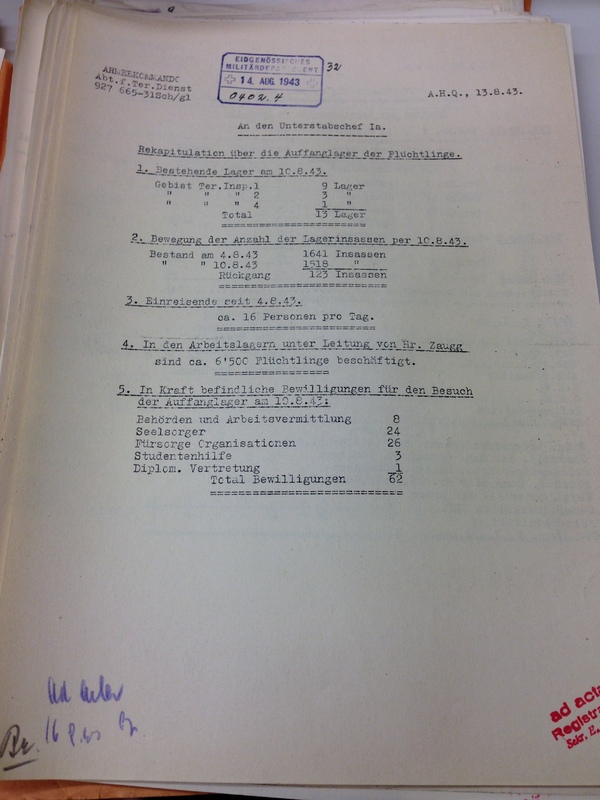 ARMEEKOMMANDO
Abt.f.Ter.Dienst
927 665-31Sch/gl
EIDGENÖSSISCHES
MILITÄRDEPARTEMENT
14. AUG. 1943
0402.4
32
A.H.Q., 13.8.43.
An den Unterstabschef Ia.
Rekapitulation über die Auffanglager der Flüchtlinge.
1. Bestehende Lager am 10.8.43.
Gebiet Ter.Insp.1 9 Lager
" " " 2 3 "
" " " 4 1 "
Total 13 Lager
2. Bewegung der Anzahl der Lagerinsassen per 10.8.43.
Bestand am 4.8.43 1641 Insassen
" " 10.8.43 1518 "
Rückgang 123 Insassen
3. Einreisende seit 4.8.43.
ca. 16 Personen pro Tag.
4. In den Arbeitslagern unter Leitung von Hr. Zaugg
sind ca. 6'500 Flüchtlinge beschäftigt.
5. In Kraft befindliche Bewilligungen für den Besuch
der Auffanglager am 10.8.43:
Behörden und Arbeitsvermittlung 8
Seelsorger 24
Fürsorge Organisationen 26
Studentenhilfe 3
Diplom. Vertretung 1
Total Bewilligungen 62
ad
16
ad acta
Registra
Sekr. E.